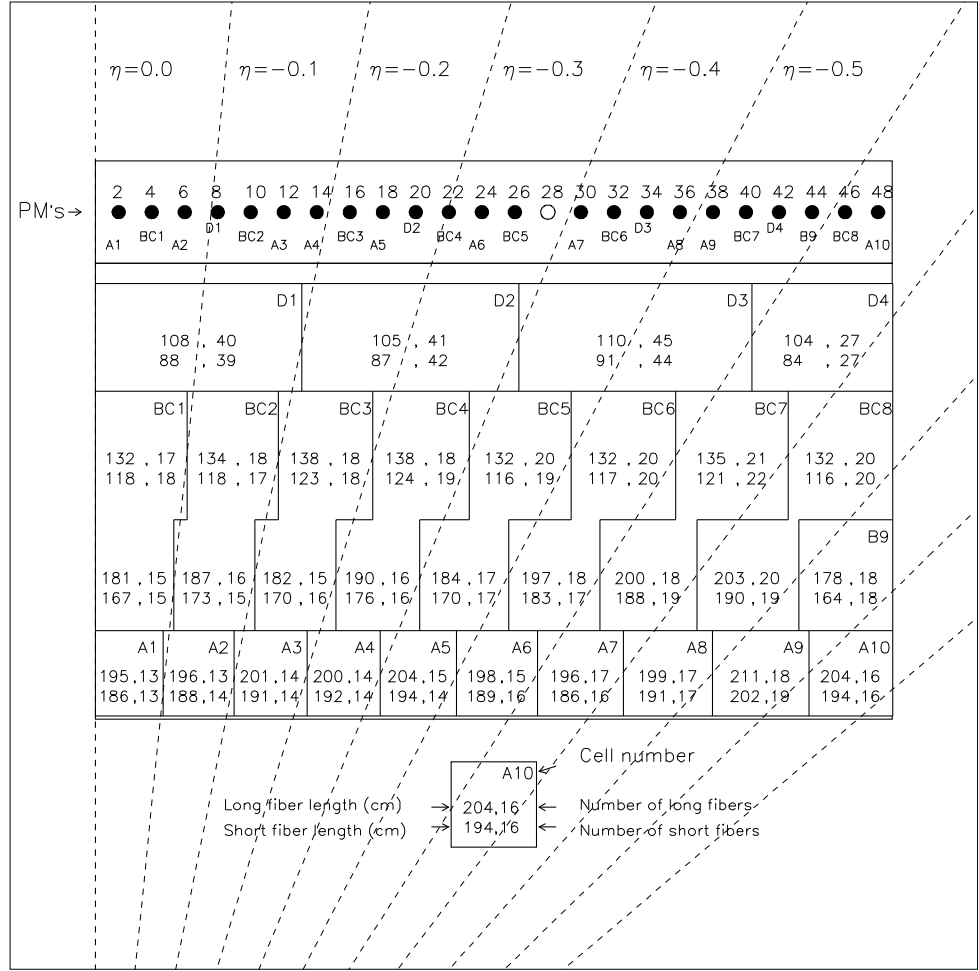 η=0.0 η=−0.1 η=−0.2 η=−0.3 η=−0.4 η=−0.5
2 4 6 8 10 12 14 16 18 20 22 24 26 28 30 32 34 36 38 40 42 44 46 48
PM's→
A1 BC1 A2 D1 BC2 A3 A4 BC3 A5 D2 BC4 A6 BC5 A7 BC6 D3 A8 A9 BC7 D4 B9 BC8 A10
D1 D2 D3 D4
108 , 40 105 , 41 110 , 45 104 , 27
88 , 39 87 , 42 91 , 44 84 , 27
BC1 BC2 BC3 BC4 BC5 BC6 BC7 BC8
132 , 17 134 , 18 138 , 18 138 , 18 132 , 20 132 , 20 135 , 21 132 , 20
118 , 18 118 , 17 123 , 18 124 , 19 116 , 19 117 , 20 121 , 22 116 , 20
B9
181 , 15 187 , 16 182 , 15 190 , 16 184 , 17 197 , 18 200 , 18 203 , 20 178 , 18
167 , 15 173 , 15 170 , 16 176 , 16 170 , 17 183 , 17 188 , 19 190 , 19 164 , 18
A1 A2 A3 A4 A5 A6 A7 A8 A9 A10
195,13 196,13 201,14 200,14 204,15 198,15 196,17 199,17 211,18 204,16
186,13 188,14 191,14 192,14 194,14 189,16 186,16 191,17 202,19 194,16
Cell number
A10
Long fiber length (cm) → 204,16 ← Number of long fibers
Short fiber length (cm) → 194,16 ← Number of short fibers